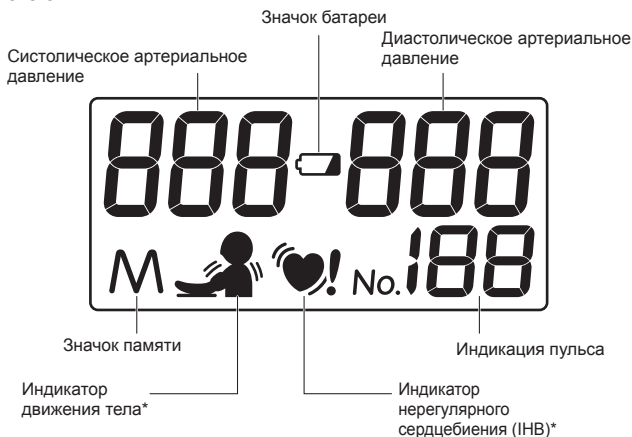 Значок батареи
Систолическое артериальное
давление
Диастолическое артериальное
давление
888 888
M No.188
Значок памяти
Индикация пульса
Индикатор
движения тела*
Индикатор
нерегулярного
сердцебиения (IHB)*